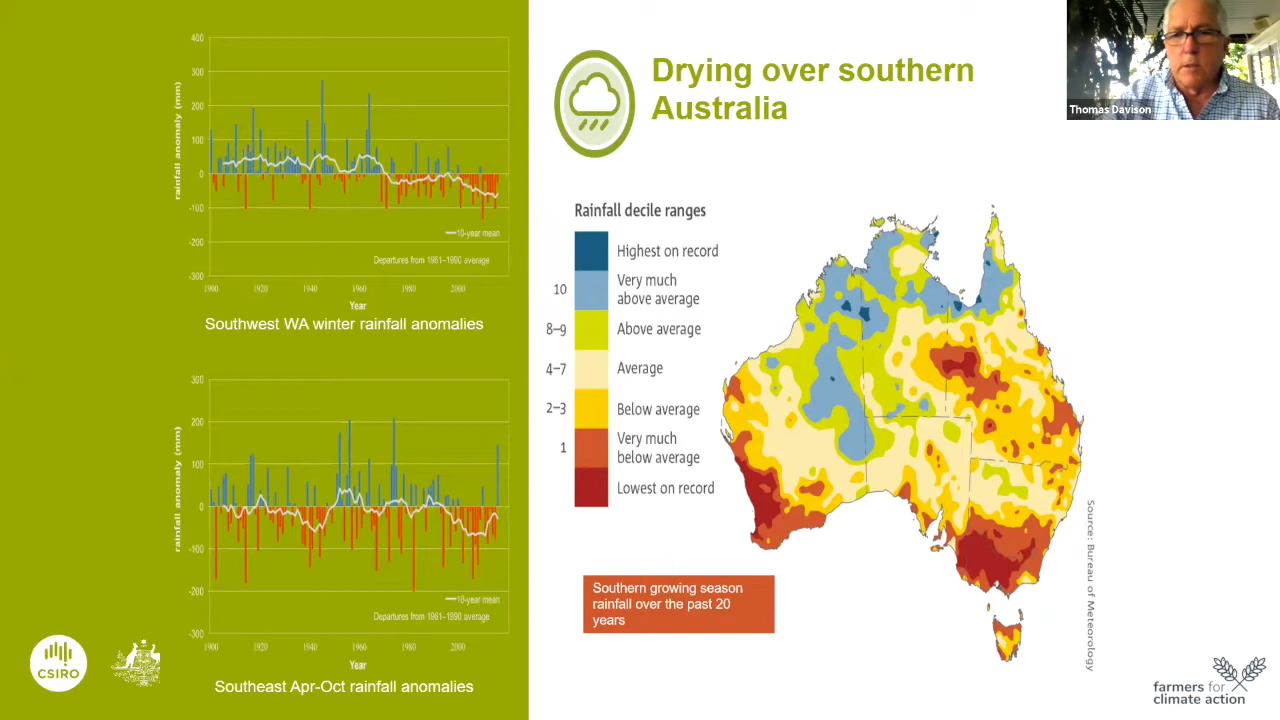 400
300
200
100
0
-100
-200
-300
rainfall anomaly (mm)
10-year mean
Departures from 1961–1990 average
1900 1920 1940 1960 1980 2000
Year
Southwest WA winter rainfall anomalies
300
200
100
0
-100
-200
-300
rainfall anomaly (mm)
10-year mean
Departures from 1961–1990 average
1900 1920 1940 1960 1980 2000
Year
Southeast Apr-Oct rainfall anomalies
CSIRO
Drying over southern
Australia
Thomas Davison
Rainfall decile ranges
Highest on record
10 Very much
above average
8–9 Above average
4–7 Average
2–3 Below average
1 Very much
below average
Lowest on record
Southern growing season
rainfall over the past 20
years
Source: Bureau of Meteorology
farmers for
climate action